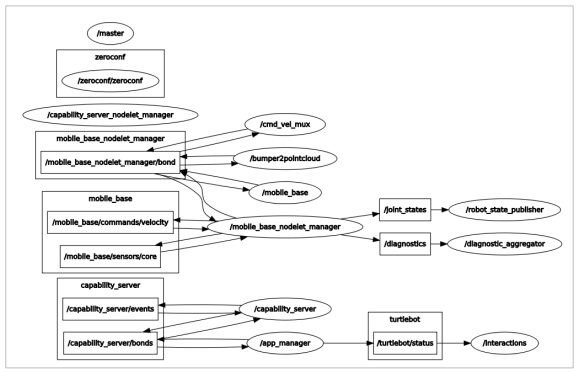 /master
zeroconf
/zeroconf/zeroconf
/capability_server_nodelet_manager
/cmd_vel_mux
mobile_base_nodelet_manager
/mobile_base_nodelet_manager/bond
/bumper2pointcloud
/mobile_base
mobile_base
/mobile_base/commands/velocity
/mobile_base_nodelet_manager
/joint_states
/robot_state_publisher
/mobile_base/sensors/core
/diagnostics
/diagnostic_aggregator
capability_server
/capability_server/events
/capability_server
/capability_server/bonds
/app_manager
turtlebot
/turtlebot/status
/interactions